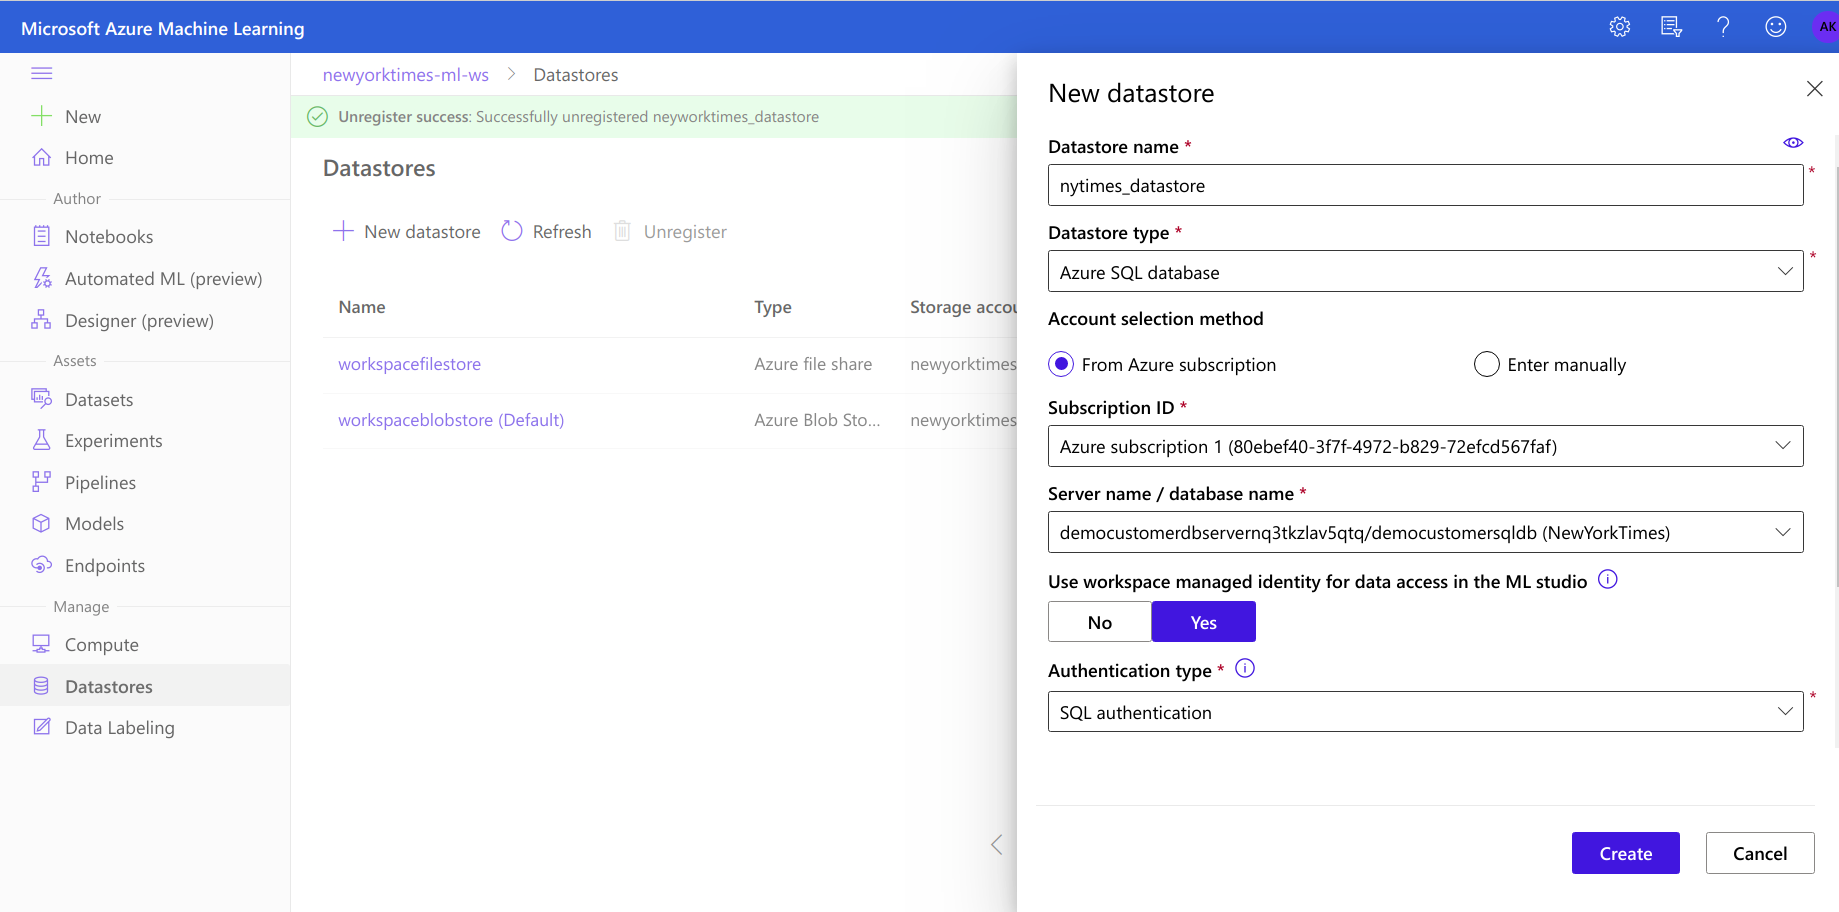 Microsoft Azure Machine Learning
AK
New
Home
Author
Notebooks
Automated ML (preview)
Designer (preview)
Assets
Datasets
Experiments
Pipelines
Models
Endpoints
Manage
Compute
Datastores
Data Labeling
newyorktimes-ml-ws > Datastores
Unregister success: Successfully unregistered neyworktimes_datastore
Datastores
New datastore Refresh Unregister
Name Type Storage accou
workspacefilestore Azure file share newyorktimes
workspaceblobstore (Default) Azure Blob Sto... newyorktimes
New datastore
Datastore name *
nytimes_datastore *
Datastore type *
Azure SQL database *
Account selection method
From Azure subscription Enter manually
Subscription ID *
Azure subscription 1 (80ebef40-3f7f-4972-b829-72efcd567faf)
Server name / database name *
democustomerdbservernq3tkzlav5qtq/democustomersqldb (NewYorkTimes)
Use workspace managed identity for data access in the ML studio
No Yes
Authentication type *
SQL authentication *
Create Cancel